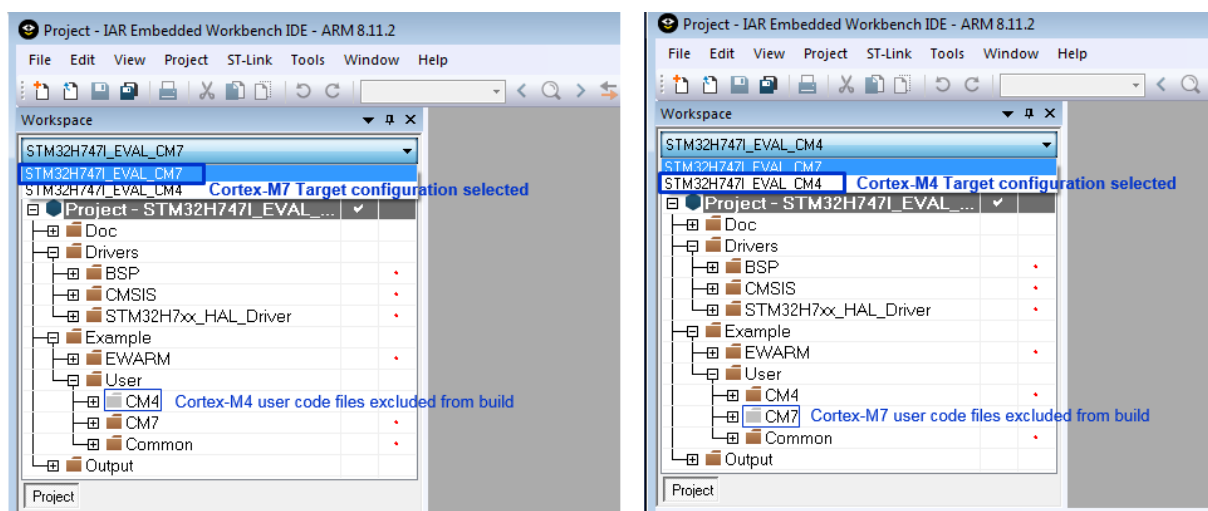 Project - IAR Embedded Workbench IDE - ARM 8.11.2
File Edit View Project ST-Link Tools Window Help
Workspace
STM32H747I_EVAL_CM7
STM32H747I_EVAL_CM7
STM32H747I_EVAL_CM4 Cortex-M7 Target configuration selected
Project - STM32H747I_EVAL_...
Doc
Drivers
BSP
CMSIS
STM32H7xx_HAL_Driver
Example
EWARM
User
CM4 Cortex-M4 user code files excluded from build
CM7
Common
Output
Project
Project - IAR Embedded Workbench IDE - ARM 8.11.2
File Edit View Project ST-Link Tools Window Help
Workspace
STM32H747I_EVAL_CM4
STM32H747I_EVAL_CM7
STM32H747I_EVAL_CM4 Cortex-M4 Target configuration selected
Project - STM32H747I_EVAL_...
Doc
Drivers
BSP
CMSIS
STM32H7xx_HAL_Driver
Example
EWARM
User
CM4
CM7 Cortex-M7 user code files excluded from build
Common
Output
Project